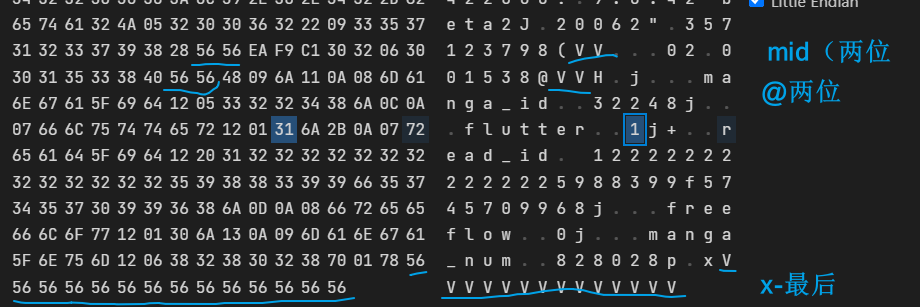 Little Endian
65 74 61 32 4A 05 32 30 30 36 32 22 09 33 35 37 e t a 2 J . 2 0 0 6 2 " . 3 5 7
31 32 33 37 39 38 28 56 56 EA F9 C1 30 32 06 30 1 2 3 7 9 8 ( V V . . . 0 2 . 0
30 31 35 33 38 40 56 56 48 09 6A 11 0A 08 6D 61 0 1 5 3 8 @ V V H . j . . . m a
6E 67 61 5F 69 64 12 05 33 32 32 34 38 6A 0C 0A n g a _ i d . . 3 2 2 4 8 j . .
07 66 6C 75 74 74 65 72 12 01 31 6A 2B 0A 07 72 . f l u t t e r . . 1 j + . . r
65 61 64 5F 69 64 12 20 31 32 32 32 32 32 32 32 e a d _ i d . 1 2 2 2 2 2 2 2
32 32 32 32 32 32 35 39 38 38 33 39 39 66 35 37 2 2 2 2 2 2 5 9 8 8 3 9 9 f 5 7
34 35 37 30 39 39 36 38 6A 0D 0A 08 66 72 65 65 4 5 7 0 9 9 6 8 j . . . f r e e
66 6C 6F 77 12 01 30 6A 13 0A 09 6D 61 6E 67 61 f l o w . . 0 j . . . m a n g a
5F 6E 75 6D 12 06 38 32 38 30 32 38 70 01 78 56 _ n u m . . 8 2 8 0 2 8 p . x V
56 56 56 56 56 56 56 56 56 56 56 56 56 V V V V V V V V V V V V V
mid（两位
@两位
x-最后